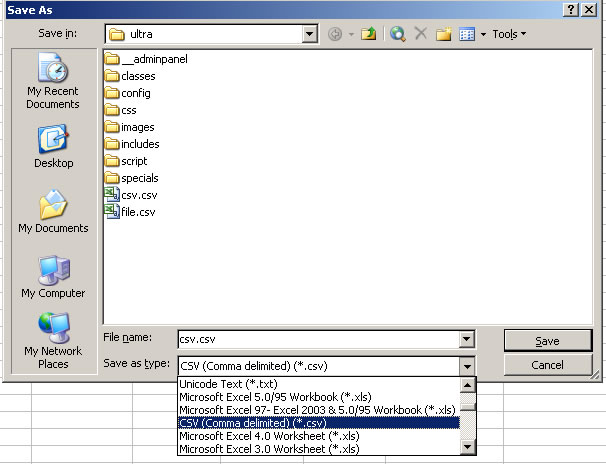 Save As
Save in: ultra Tools
__adminpanel
classes
config
css
images
includes
script
specials
csv.csv
file.csv
My Recent
Documents
Desktop
My Documents
My Computer
My Network
Places
File name: csv.csv Save
Save as type: CSV (Comma delimited) (*.csv) Cancel
Unicode Text (*.txt)
Microsoft Excel 5.0/95 Workbook (*.xls)
Microsoft Excel 97- Excel 2003 & 5.0/95 Workbook (*.xls)
CSV (Comma delimited) (*.csv)
Microsoft Excel 4.0 Worksheet (*.xls)
Microsoft Excel 3.0 Worksheet (*.xls)